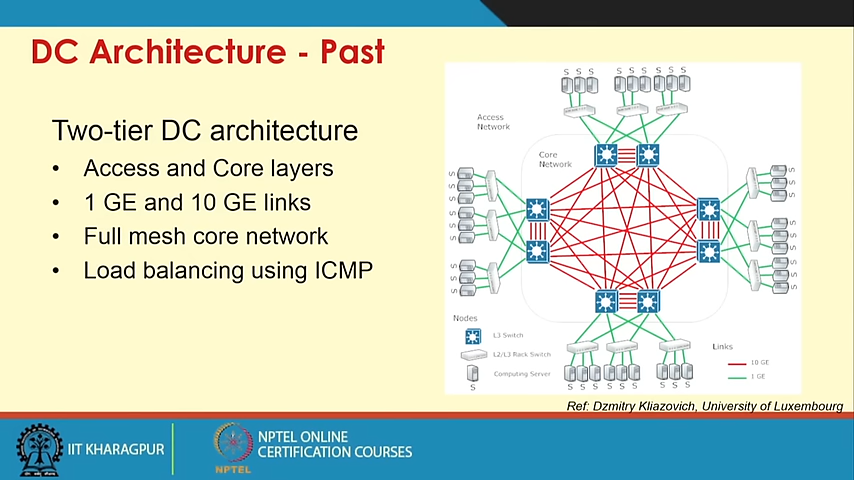 DC Architecture - Past
Two-tier DC architecture
• Access and Core layers
• 1 GE and 10 GE links
• Full mesh core network
• Load balancing using ICMP
S S S S S S S S S
Access
Network
Core
Network
Nodes
L3 Switch
L2/L3 Rack Switch
Computing Server
S
S S S S S S S S S
Links
10 GE
1 GE
Ref: Dzmitry Kliazovich, University of Luxembourg
IIT KHARAGPUR
NPTEL
NPTEL ONLINE
CERTIFICATION COURSES